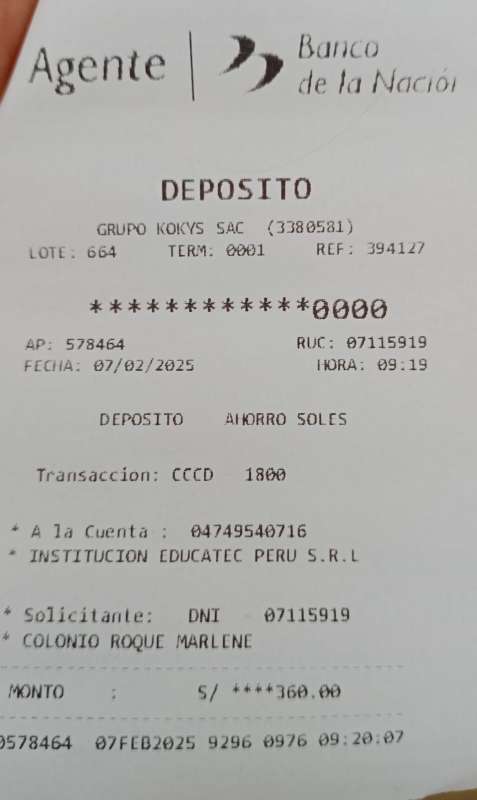 Agente | Banco
de la Nación
DEPOSITO
GRUPO KOKYS SAC (3380581)
LOTE: 664 TERM: 0001 REF: 394127
************0000
AP: 578464 RUC: 07115919
FECHA: 07/02/2025 HORA: 09:19
DEPOSITO AHORRO SOLES
Transaccion: CCCD 1800
* A la Cuenta : 04749540716
* INSTITUCION EDUCATEC PERU S.R.L
* Solicitante: DNI 07115919
* COLONIO ROQUE MARLENE
MONTO : S/ ****360.00
0578464 07FEB2025 9296 0976 09:20:07